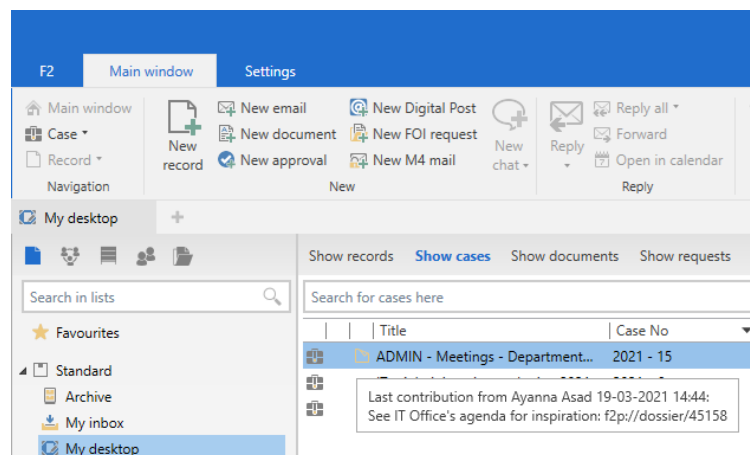 F2 Main window Settings
Main window
Case
Record
Navigation
New record
New email
New document
New approval
New Digital Post
New FOI request
New M4 mail
New chat
New
Reply
Reply all
Forward
Open in calendar
Reply
My desktop
Show records Show cases Show documents Show requests
Search in lists
Search for cases here
Favourites
Title Case No
ADMIN - Meetings - Department... 2021 - 15
Standard
Archive
My inbox
My desktop
Last contribution from Ayanna Asad 19-03-2021 14:44:
See IT Office's agenda for inspiration: f2p://dossier/45158